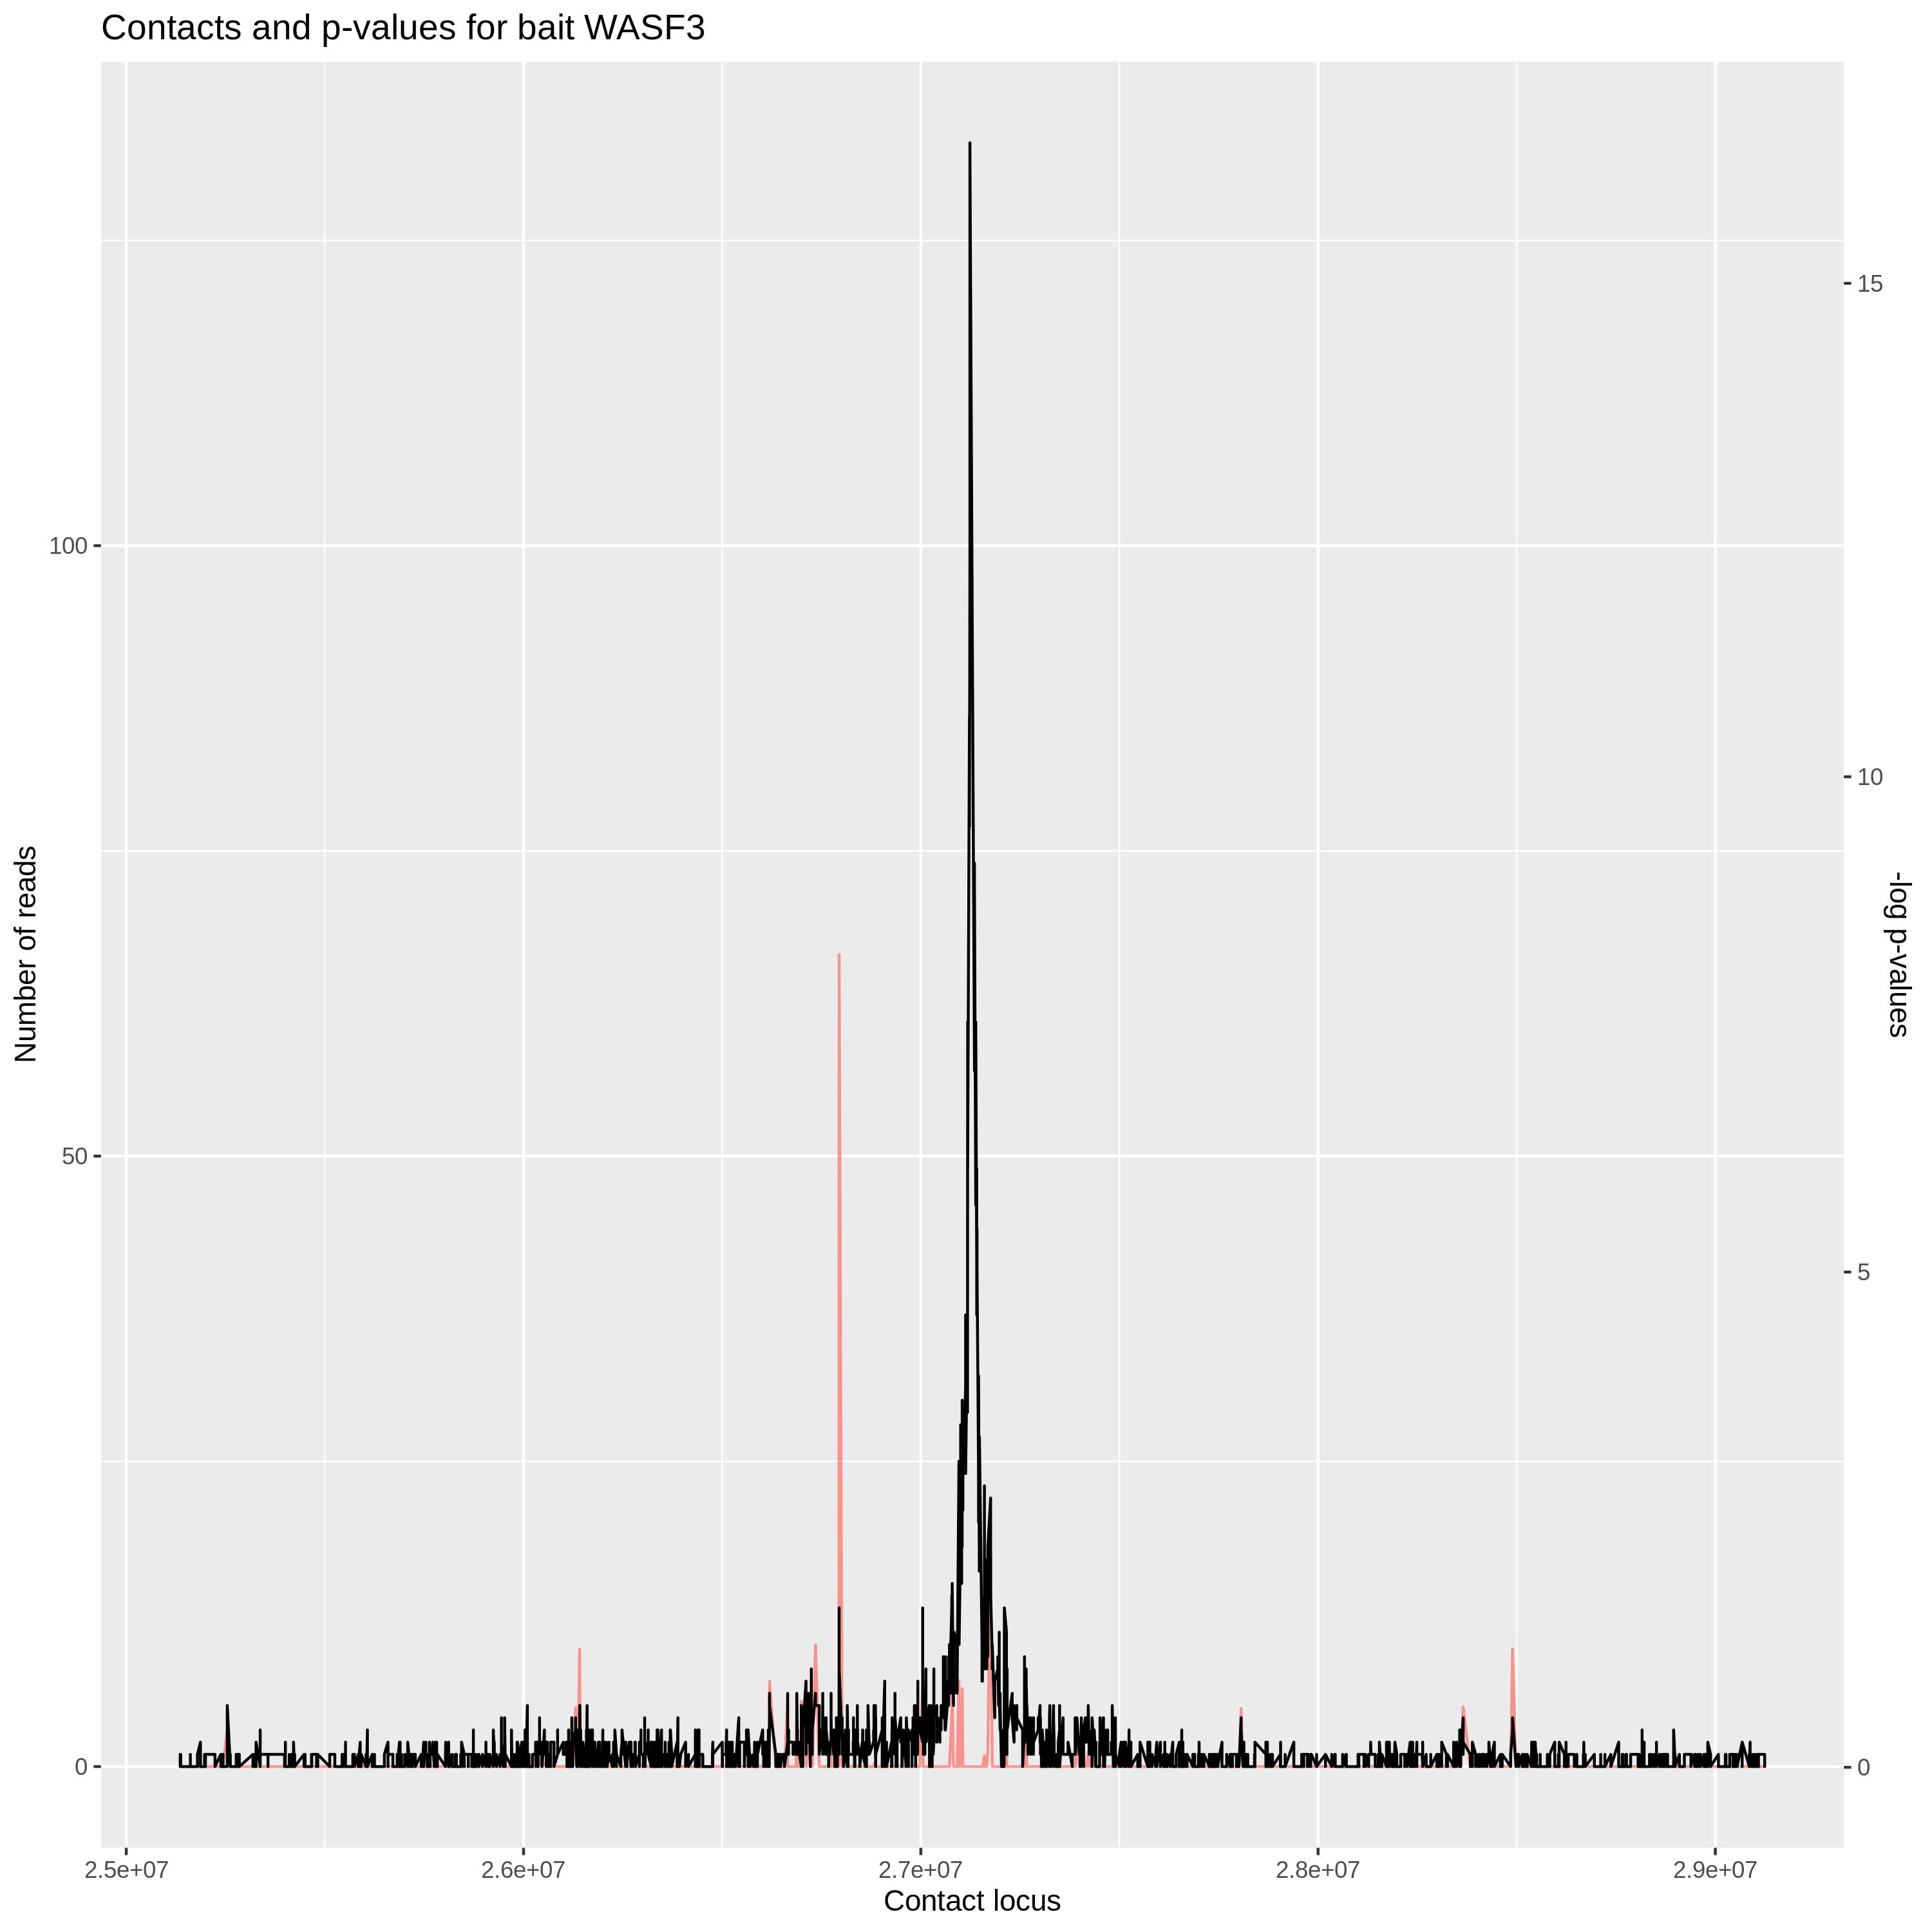 Contacts and p-values for bait WASF3
Number of reads
100
50
0
15
10
5
0
-log p-values
2.5e+07 2.6e+07 2.7e+07 2.8e+07 2.9e+07
Contact locus